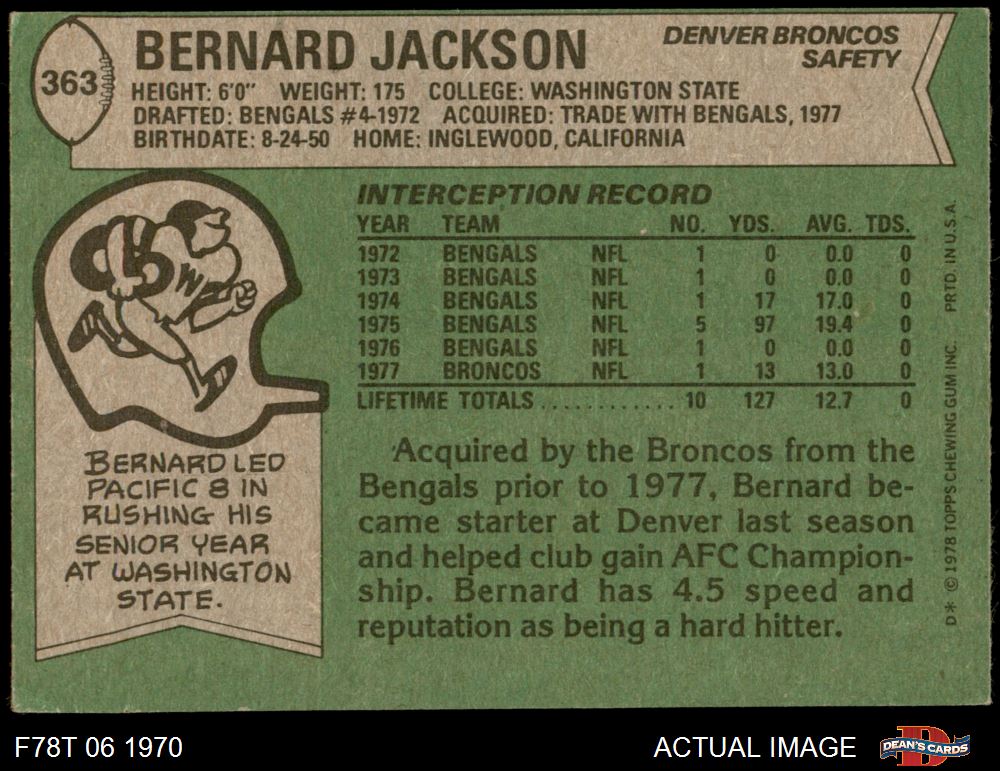 363
BERNARD JACKSON
DENVER BRONCOS
SAFETY
HEIGHT: 6'0" WEIGHT: 175 COLLEGE: WASHINGTON STATE
DRAFTED: BENGALS #4-1972 ACQUIRED: TRADE WITH BENGALS, 1977
BIRTHDATE: 8-24-50 HOME: INGLEWOOD, CALIFORNIA
W
BERNARD LED
PACIFIC 8 IN
RUSHING HIS
SENIOR YEAR
AT WASHINGTON
STATE.
INTERCEPTION RECORD
YEAR TEAM NO. YDS. AVG. TDS.
1972 BENGALS NFL 1 0 0.0 0
1973 BENGALS NFL 1 0 0.0 0
1974 BENGALS NFL 1 17 17.0 0
1975 BENGALS NFL 5 97 19.4 0
1976 BENGALS NFL 1 0 0.0 0
1977 BRONCOS NFL 1 13 13.0 0
LIFETIME TOTALS ............ 10 127 12.7 0
Acquired by the Broncos from the
Bengals prior to 1977, Bernard be-
came starter at Denver last season
and helped club gain AFC Champion-
ship. Bernard has 4.5 speed and
reputation as being a hard hitter.
D* © 1978 TOPPS CHEWING GUM INC. PRTD. IN U.S.A.
F78T 06 1970
ACTUAL IMAGE
D
DEAN'S CARDS